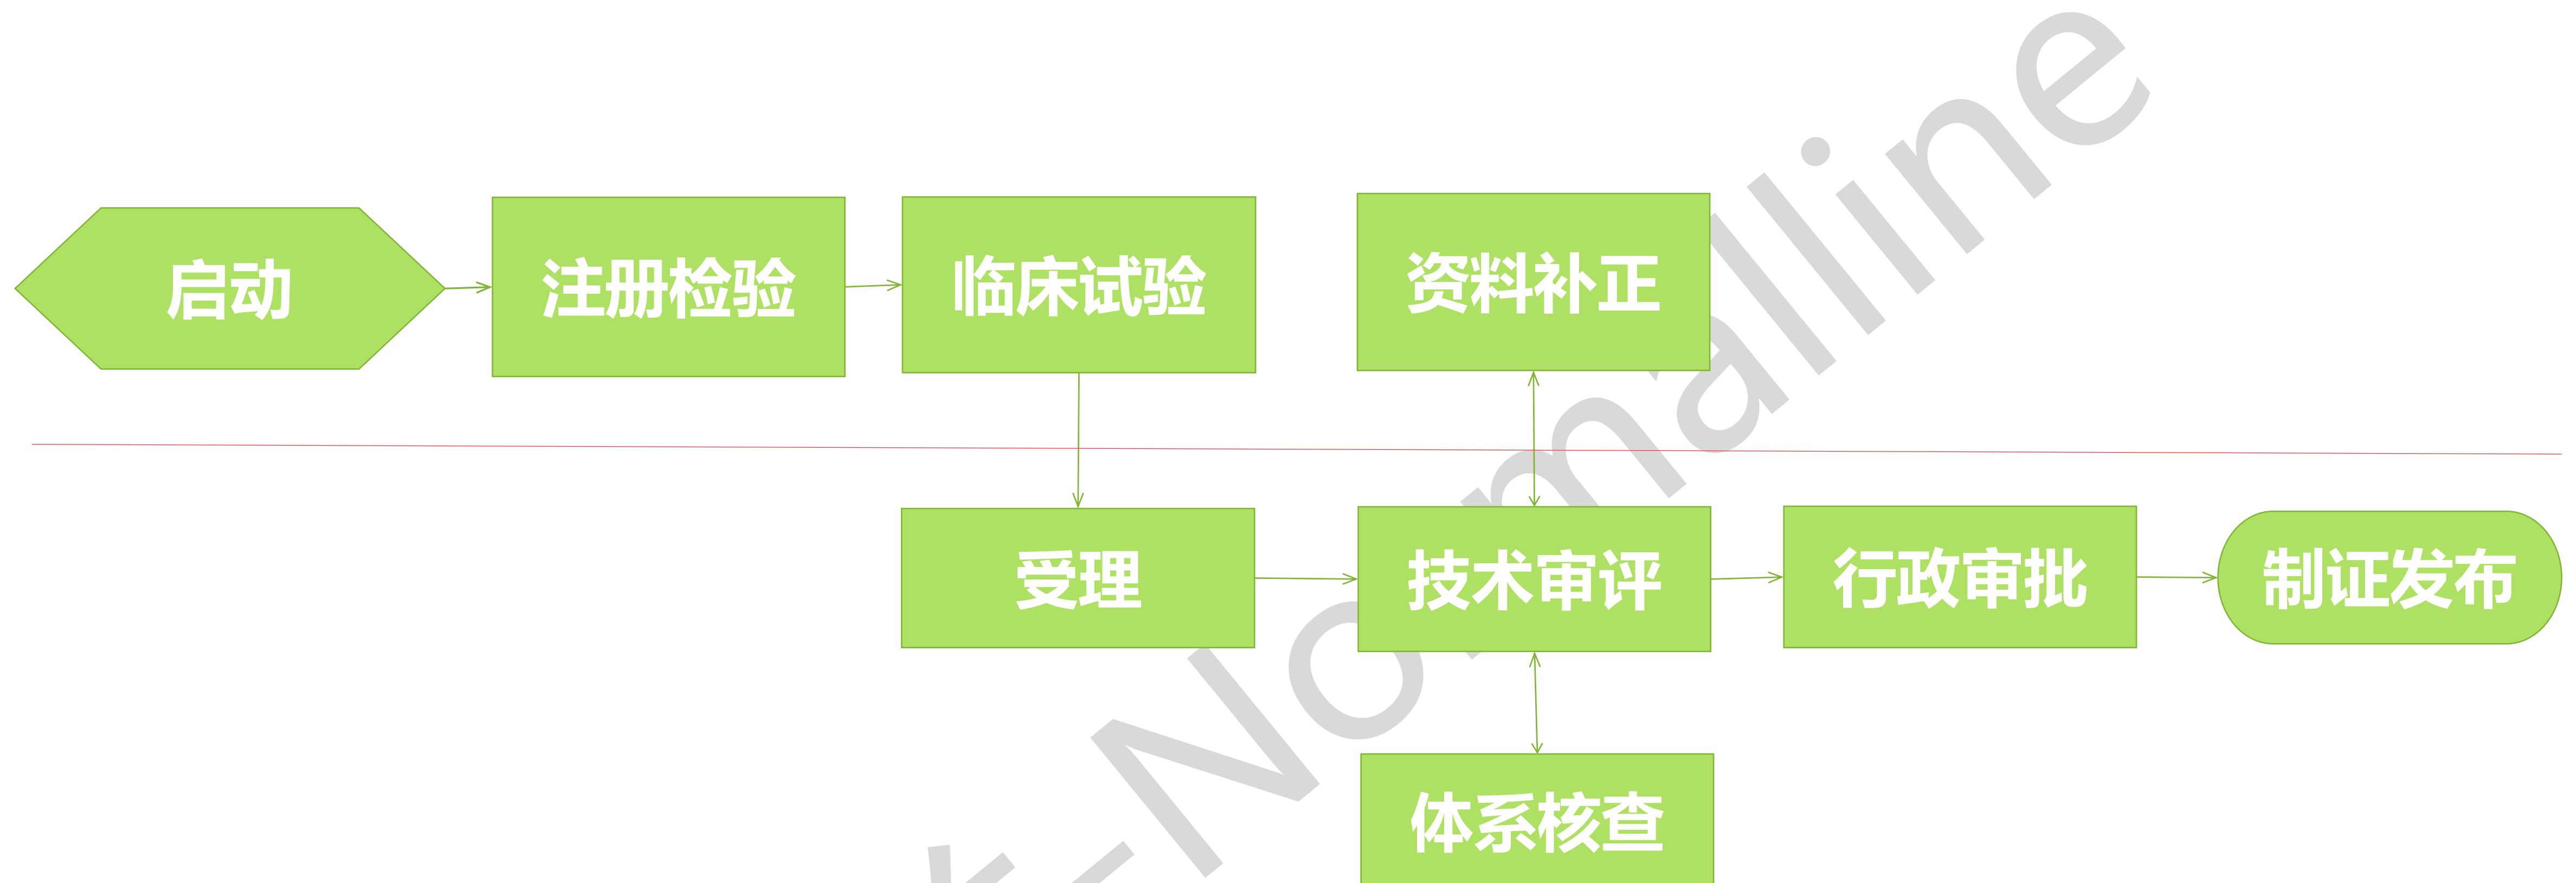 启动
注册检验
临床试验
资料补正
受理
技术审评
行政审批
制证发布
体系核查